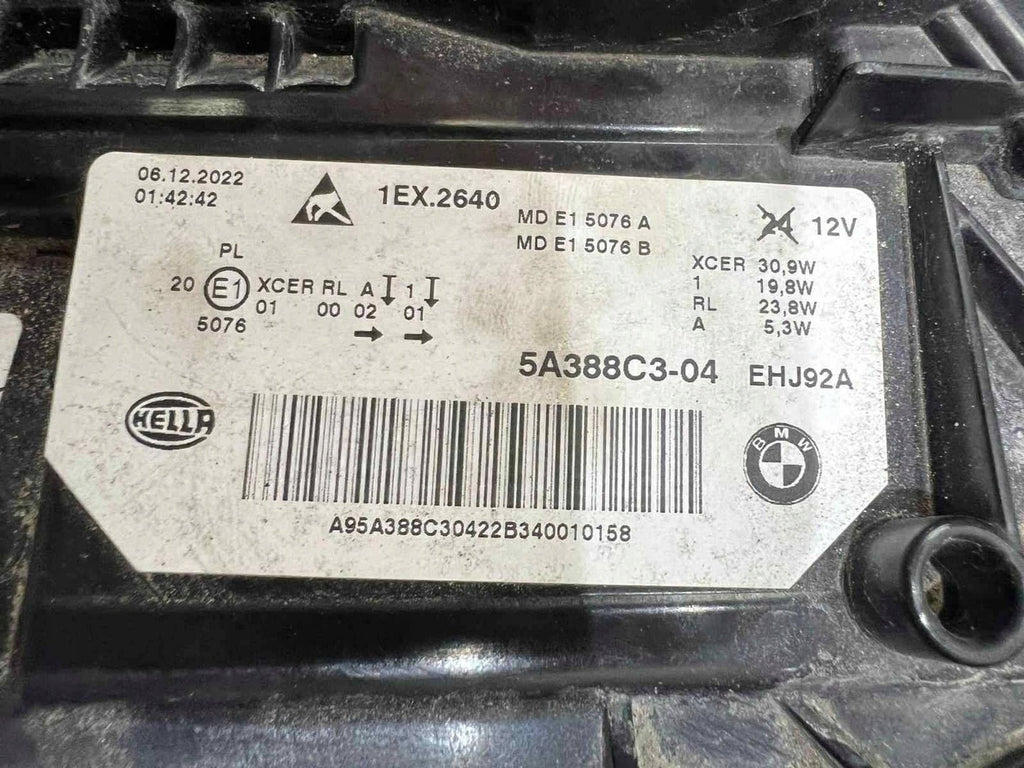 06.12.2022
01:42:42
1EX.2640
MD E1 5076 A
MD E1 5076 B
24 12V
PL
20 E1 XCER RL A 1
01 00 02 01
5076
XCER 30,9W
1 19,8W
RL 23,8W
A 5,3W
5A388C3-04 EHJ92A
HELLA
BMW
A95A388C30422B340010158